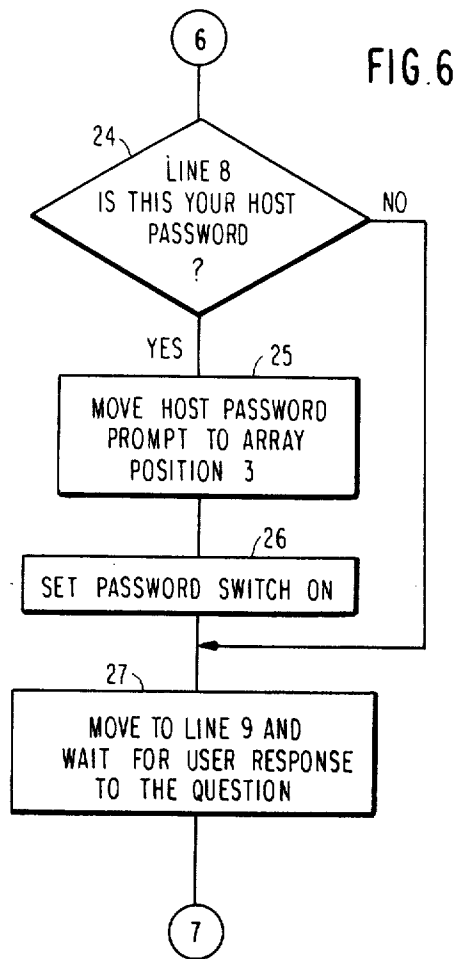 6
FIG.6
24
LINE 8
IS THIS YOUR HOST
PASSWORD
?
NO
YES
25
MOVE HOST PASSWORD
PROMPT TO ARRAY
POSITION 3
26
SET PASSWORD SWITCH ON
27
MOVE TO LINE 9 AND
WAIT FOR USER RESPONSE
TO THE QUESTION
7